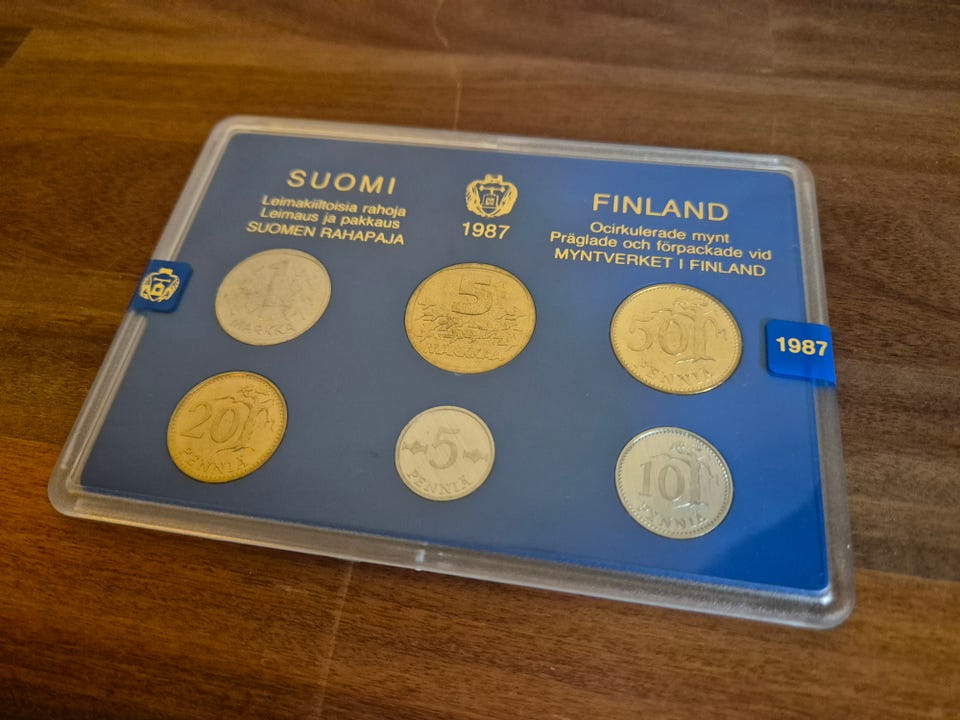 SUOMI
Leimakiiltoisia rahoja
Leimaus ja pakkaus
SUOMEN RAHAPAJA
1987
FINLAND
Ocirkulerade mynt
Präglade och förpackade vid
MYNTVERKET I FINLAND
1
MARKKA
5
MARKKAA
50
PENNIÄ
1987
20
PENNIÄ
5
PENNIÄ
10
PENNIÄ